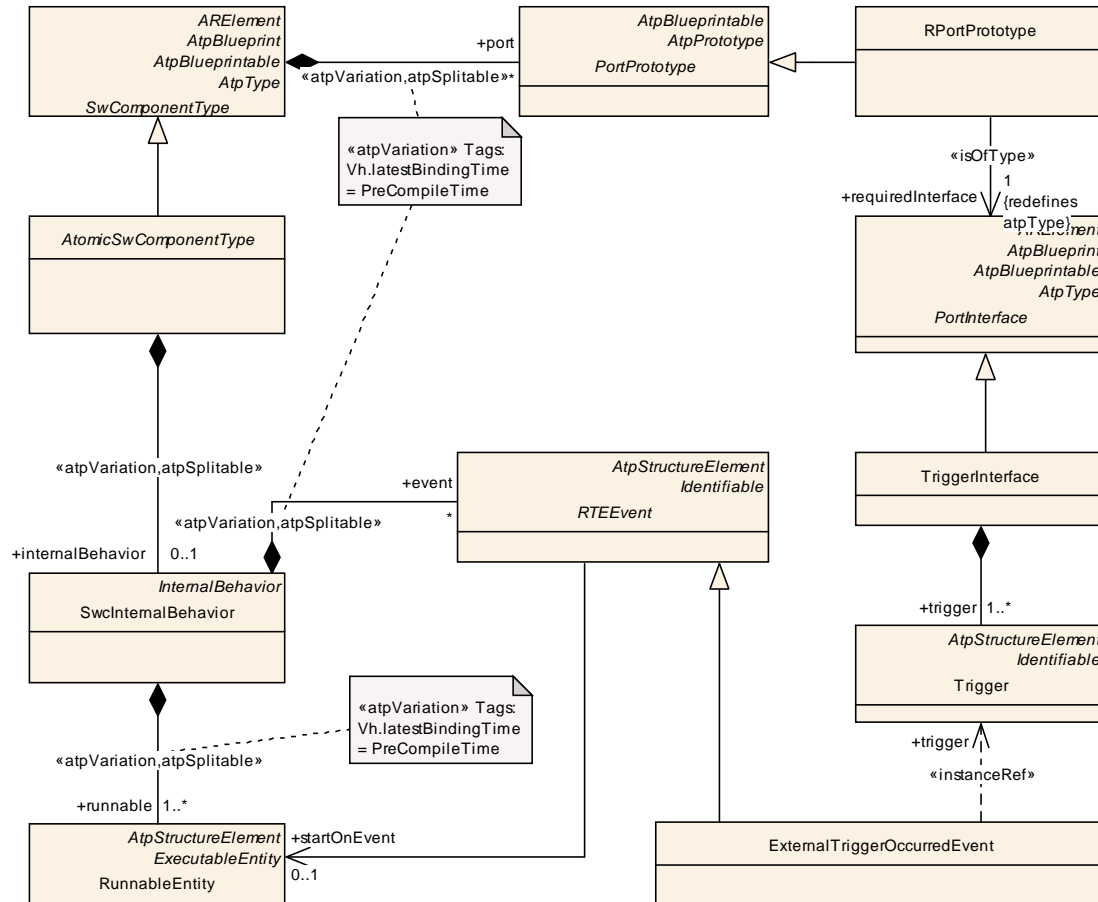 ARElement
AtpBlueprint
AtpBlueprintable
AtpType
SwComponentType
+port
«atpVariation,atpSplitable»
*
AtpBlueprintable
AtpPrototype
PortPrototype
RPortPrototype
«atpVariation» Tags:
Vh.latestBindingTime
= PreCompileTime
«isOfType»
+requiredInterface
1
{redefines
atpType}
AtomicSwComponentType
ARElement
AtpBlueprint
AtpBlueprintable
AtpType
PortInterface
«atpVariation,atpSplitable»
+internalBehavior
0..1
+event
*
«atpVariation,atpSplitable»
AtpStructureElement
Identifiable
RTEEvent
TriggerInterface
InternalBehavior
SwcInternalBehavior
+trigger
1..*
AtpStructureElement
Identifiable
Trigger
«atpVariation» Tags:
Vh.latestBindingTime
= PreCompileTime
«atpVariation,atpSplitable»
+runnable
1..*
+trigger
«instanceRef»
AtpStructureElement
ExecutableEntity
RunnableEntity
+startOnEvent
0..1
ExternalTriggerOccurredEvent